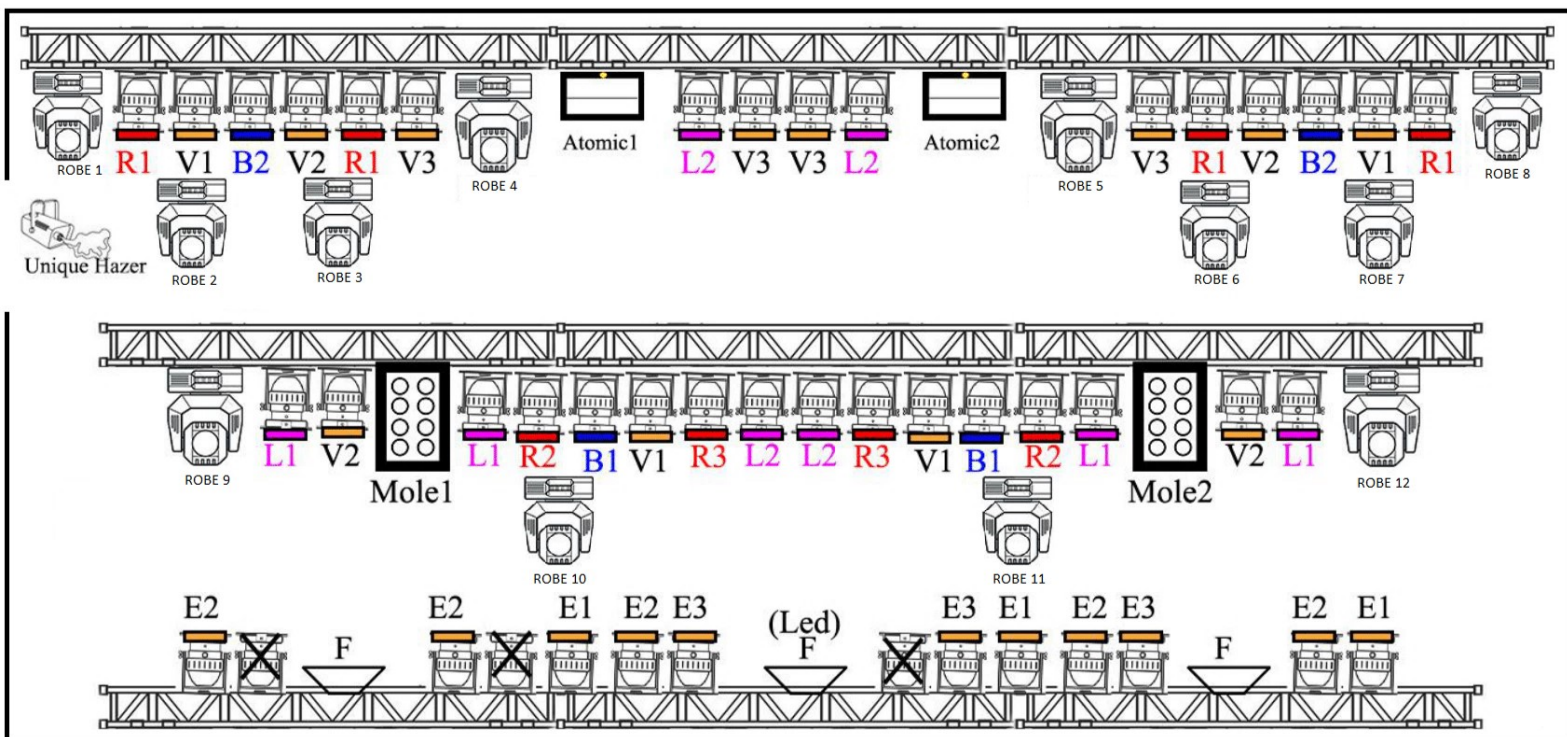 ROBE 1
R1 V1 B2 V2 R1 V3
ROBE 4
Atomic1
L2 V3 V3 L2
Atomic2
ROBE 5
V3 R1 V2 B2 V1 R1
ROBE 8
Unique Hazer
ROBE 2
ROBE 3
ROBE 6
ROBE 7
ROBE 9
L1 V2
Mole1
L1 R2 B1 V1 R3 L2 L2 R3 V1 B1 R2 L1
Mole2
V2 L1
ROBE 12
ROBE 10
ROBE 11
E2 E2 E1 E2 E3
(Led)
E3 E1 E2 E3 E2 E1
F F F